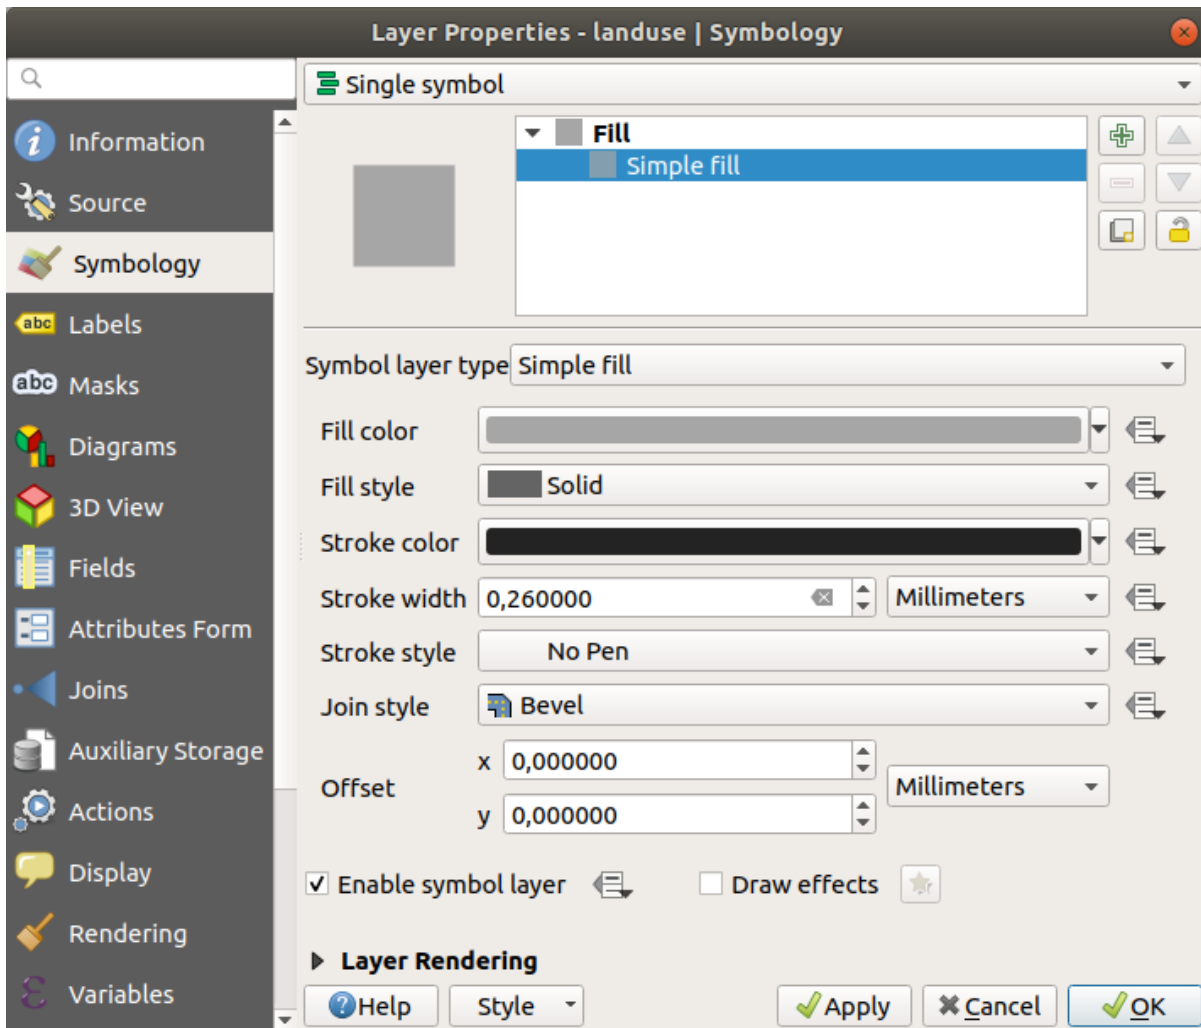 Layer Properties - landuse | Symbology
Information
Source
Symbology
abc Labels
abc Masks
Diagrams
3D View
Fields
Attributes Form
Joins
Auxiliary Storage
Actions
Display
Rendering
Variables
Single symbol
Fill
Simple fill
Symbol layer type Simple fill
Fill color
Fill style Solid
Stroke color
Stroke width 0,260000 Millimeters
Stroke style No Pen
Join style Bevel
Offset
x 0,000000
y 0,000000
Millimeters
Enable symbol layer Draw effects
Layer Rendering
Help Style Apply Cancel OK